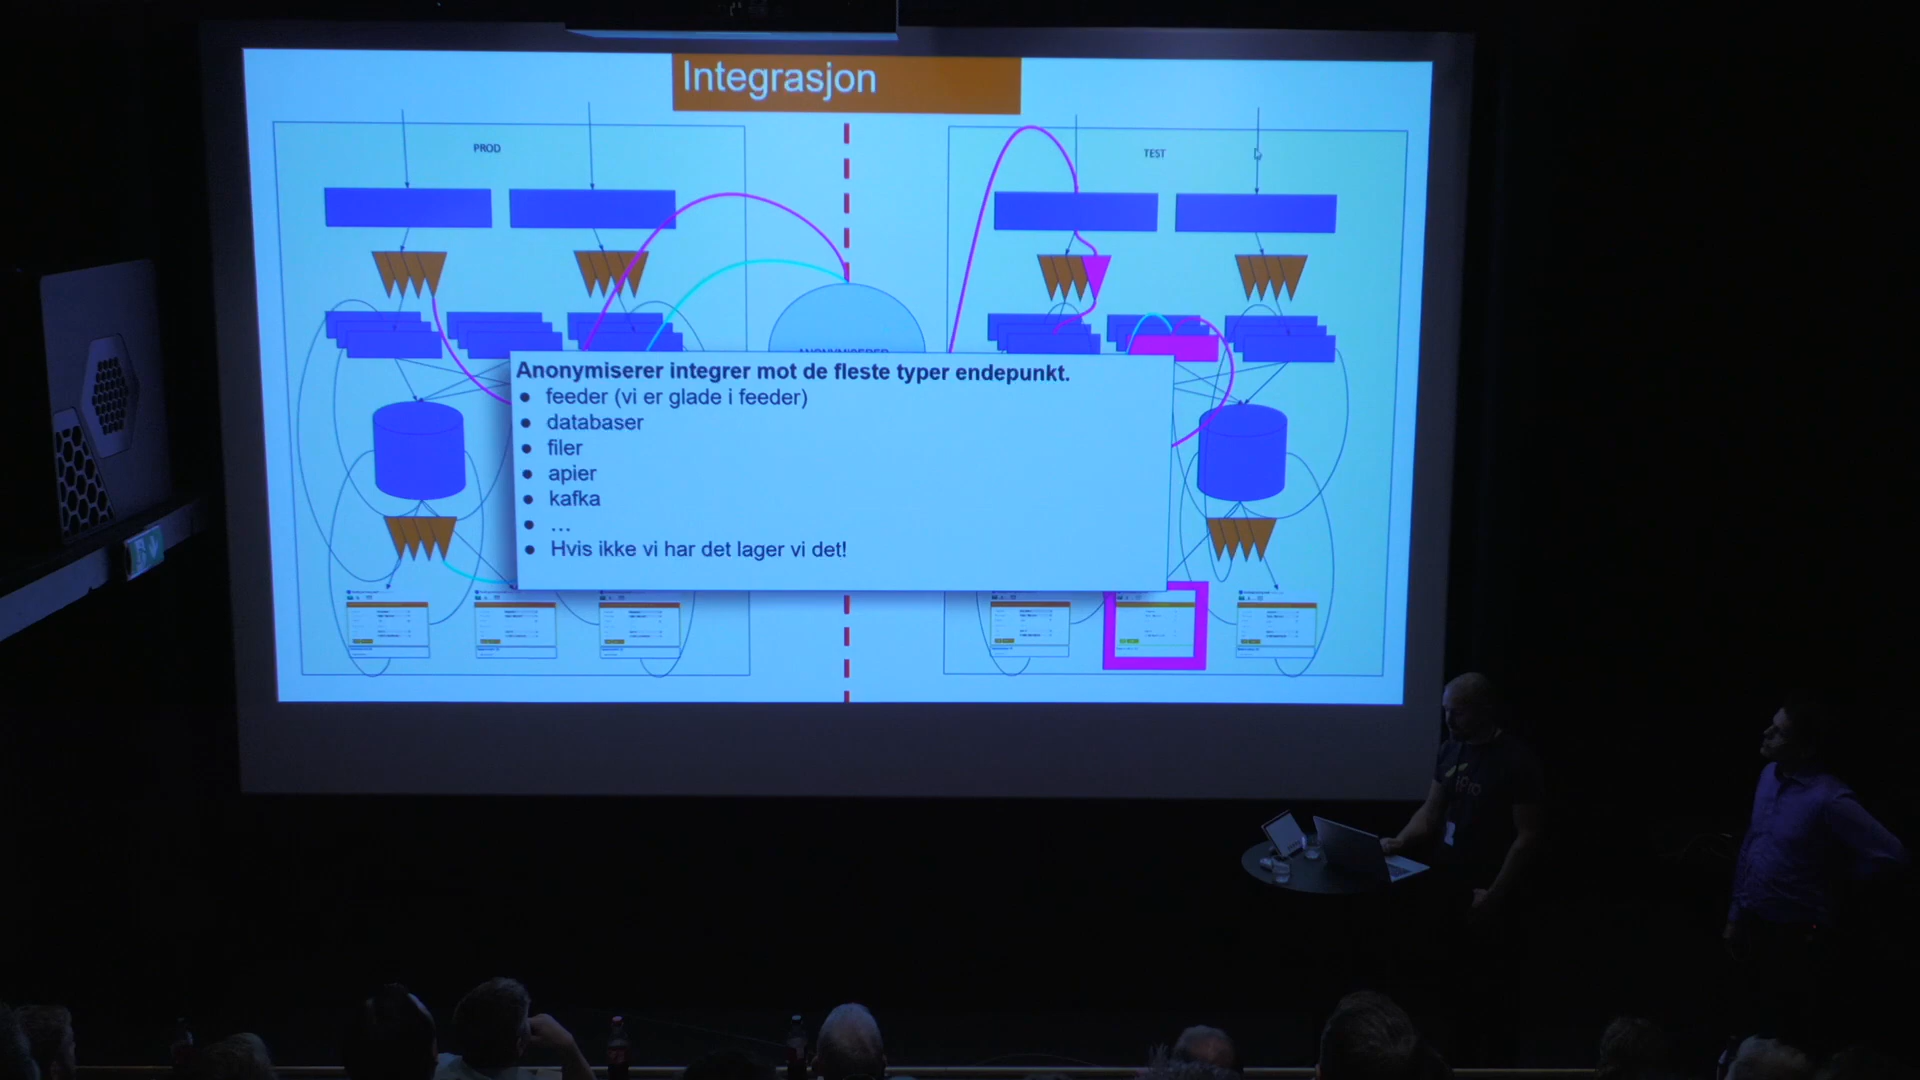 Integrasjon
PROD
TEST
Anonymiserer integrer mot de fleste typer endepunkt.
● feeder (vi er glade i feeder)
● databaser
● filer
● apier
● kafka
● ...
● Hvis ikke vi har det lager vi det!